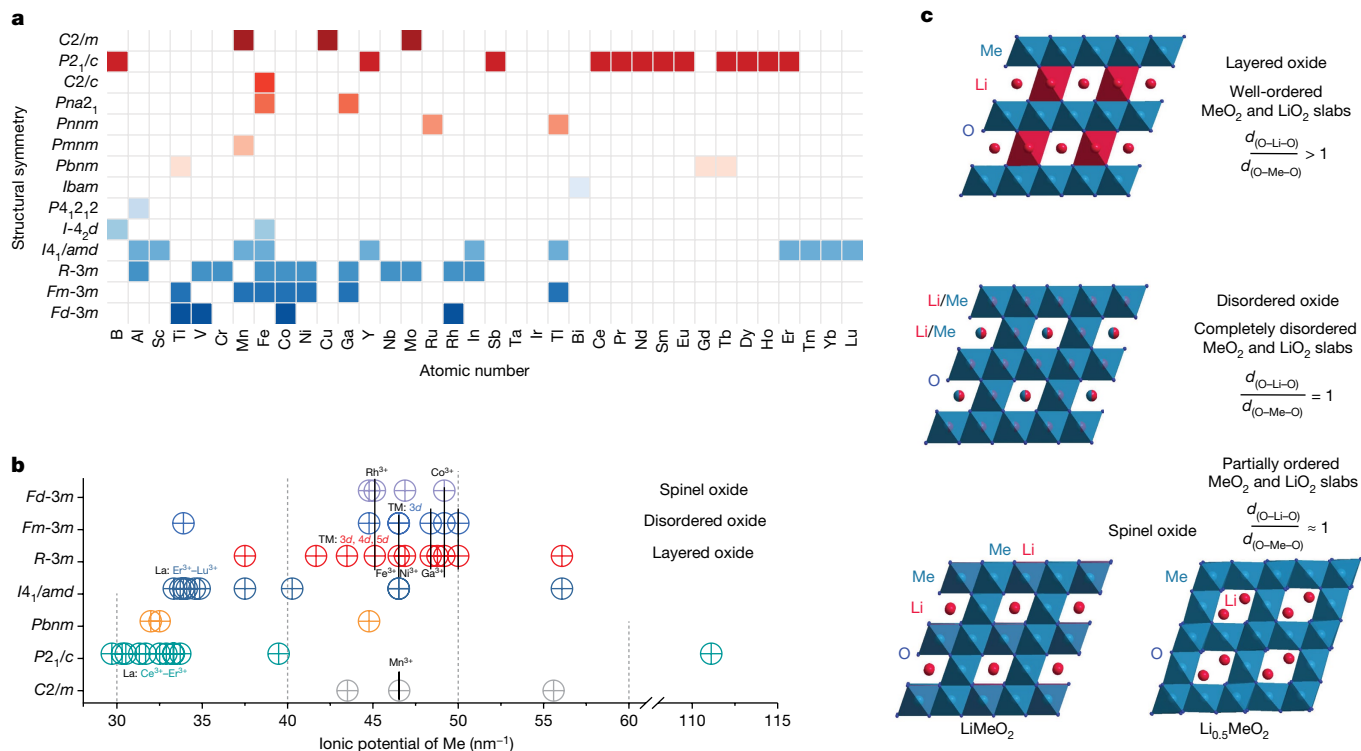 a
Structural symmetry
C2/m
P2₁/c
C2/c
Pna2₁
Pnnm
Pmnm
Pbnm
Ibam
P4₁2₁2
I-4₂d
I4₁/amd
R-3m
Fm-3m
Fd-3m
B Al Sc Ti V Cr Mn Fe Co Ni Cu Ga Y Nb Mo Ru Rh In Sb Ta Ir Tl Bi Ce Pr Nd Sm Eu Gd Tb Dy Ho Er Tm Yb Lu
Atomic number
b
Rh³⁺ Co³⁺
Fd-3m Spinel oxide
TM: 3d
Fm-3m Disordered oxide
TM: 3d, 4d, 5d
R-3m Layered oxide
La: Er³⁺–Lu³⁺ Fe³⁺ Ni³⁺ Ga³⁺
I4₁/amd
Pbnm
P2₁/c
La: Ce³⁺–Er³⁺
Mn³⁺
C2/m
30 35 40 45 50 55 60 110 115
Ionic potential of Me (nm⁻¹)
c
Me
Li
O
Layered oxide
Well-ordered
MeO₂ and LiO₂ slabs
d(O–Li–O)
d(O–Me–O) > 1
Li/Me
Li/Me
O
Disordered oxide
Completely disordered
MeO₂ and LiO₂ slabs
d(O–Li–O)
d(O–Me–O) = 1
Partially ordered
MeO₂ and LiO₂ slabs
Spinel oxide
d(O–Li–O)
d(O–Me–O) ≈ 1
Me Li
Me
Li
O
LiMeO₂
Me
Li
Li₀.₅MeO₂